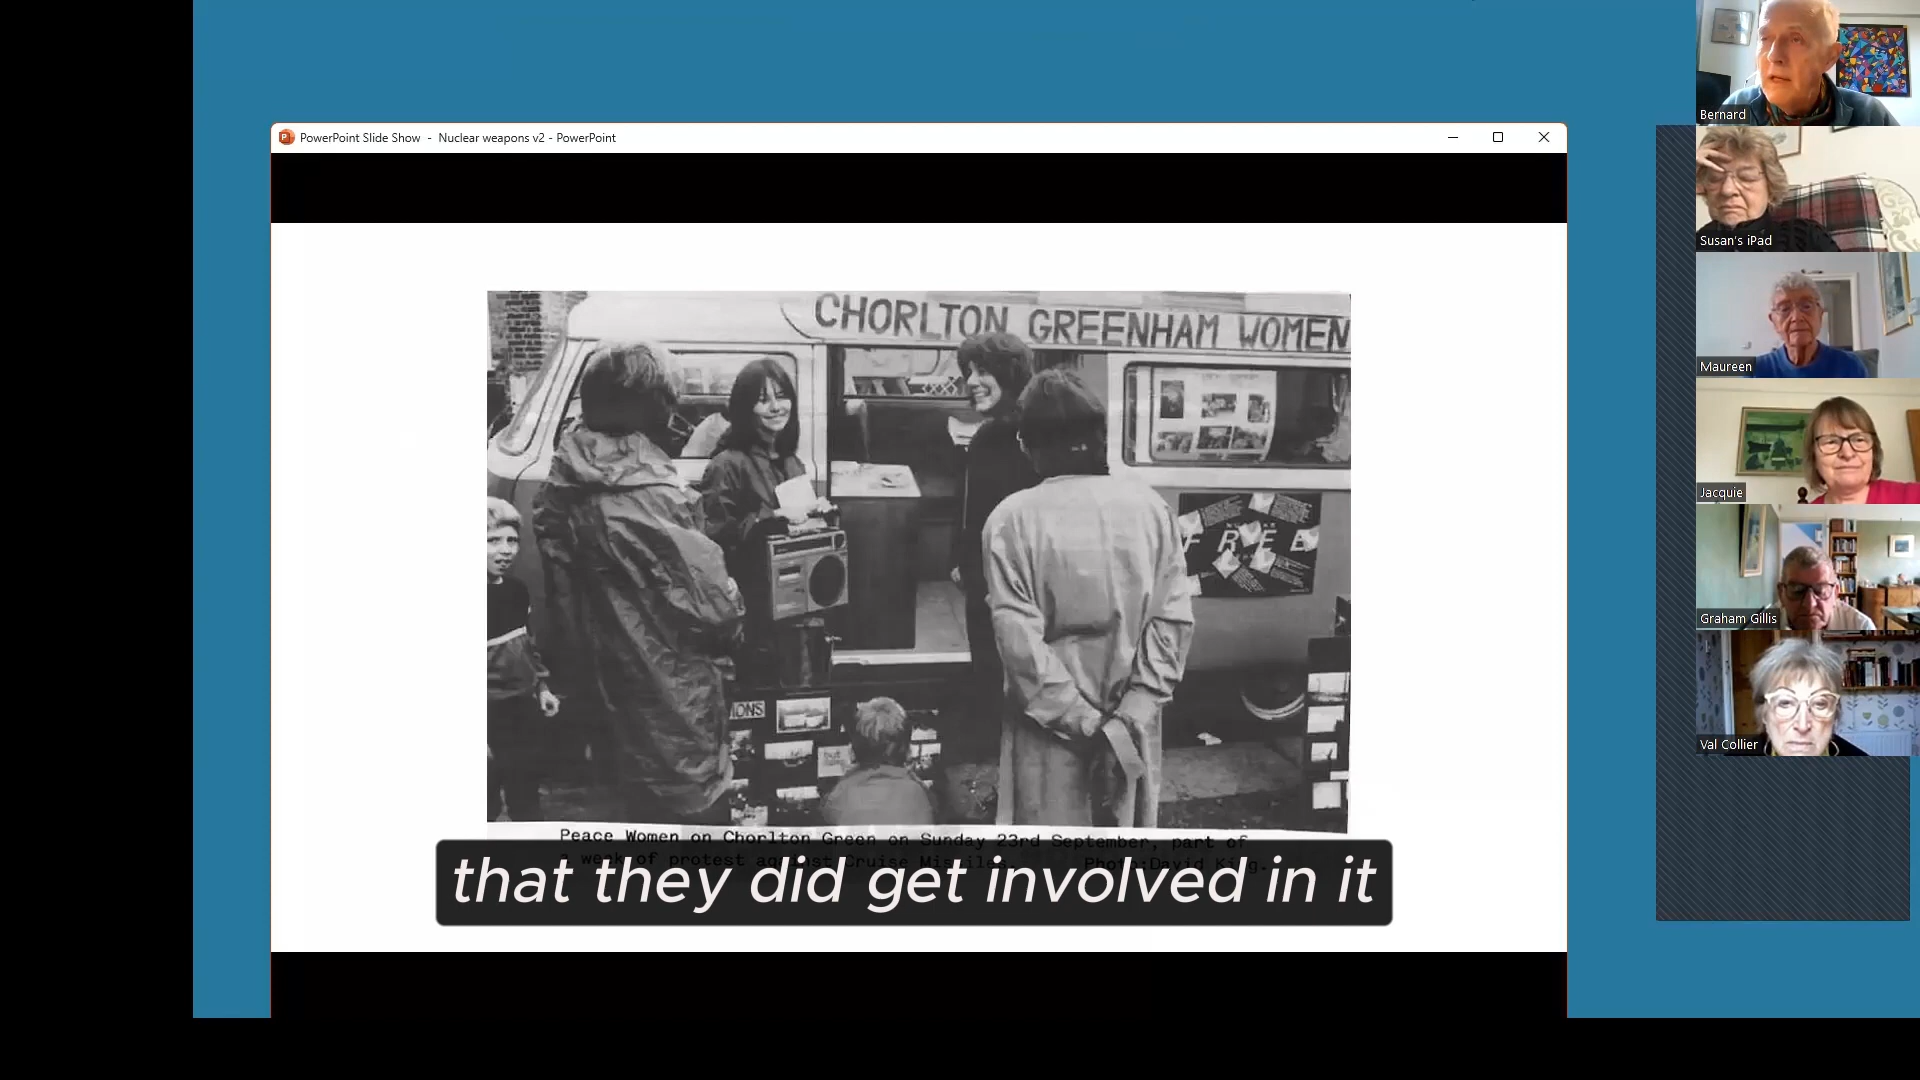 PowerPoint Slide Show - Nuclear weapons v2 - PowerPoint
CHORLTON GREENHAM WOMEN
FREE
IONS
Peace Women on Chorlton Green on Sunday 23rd September, part of
a week of protest against Cruise Missiles. Photo:David King.
that they did get involved in it
Bernard
Susan's iPad
Maureen
Jacquie
Graham Gillis
Val Collier